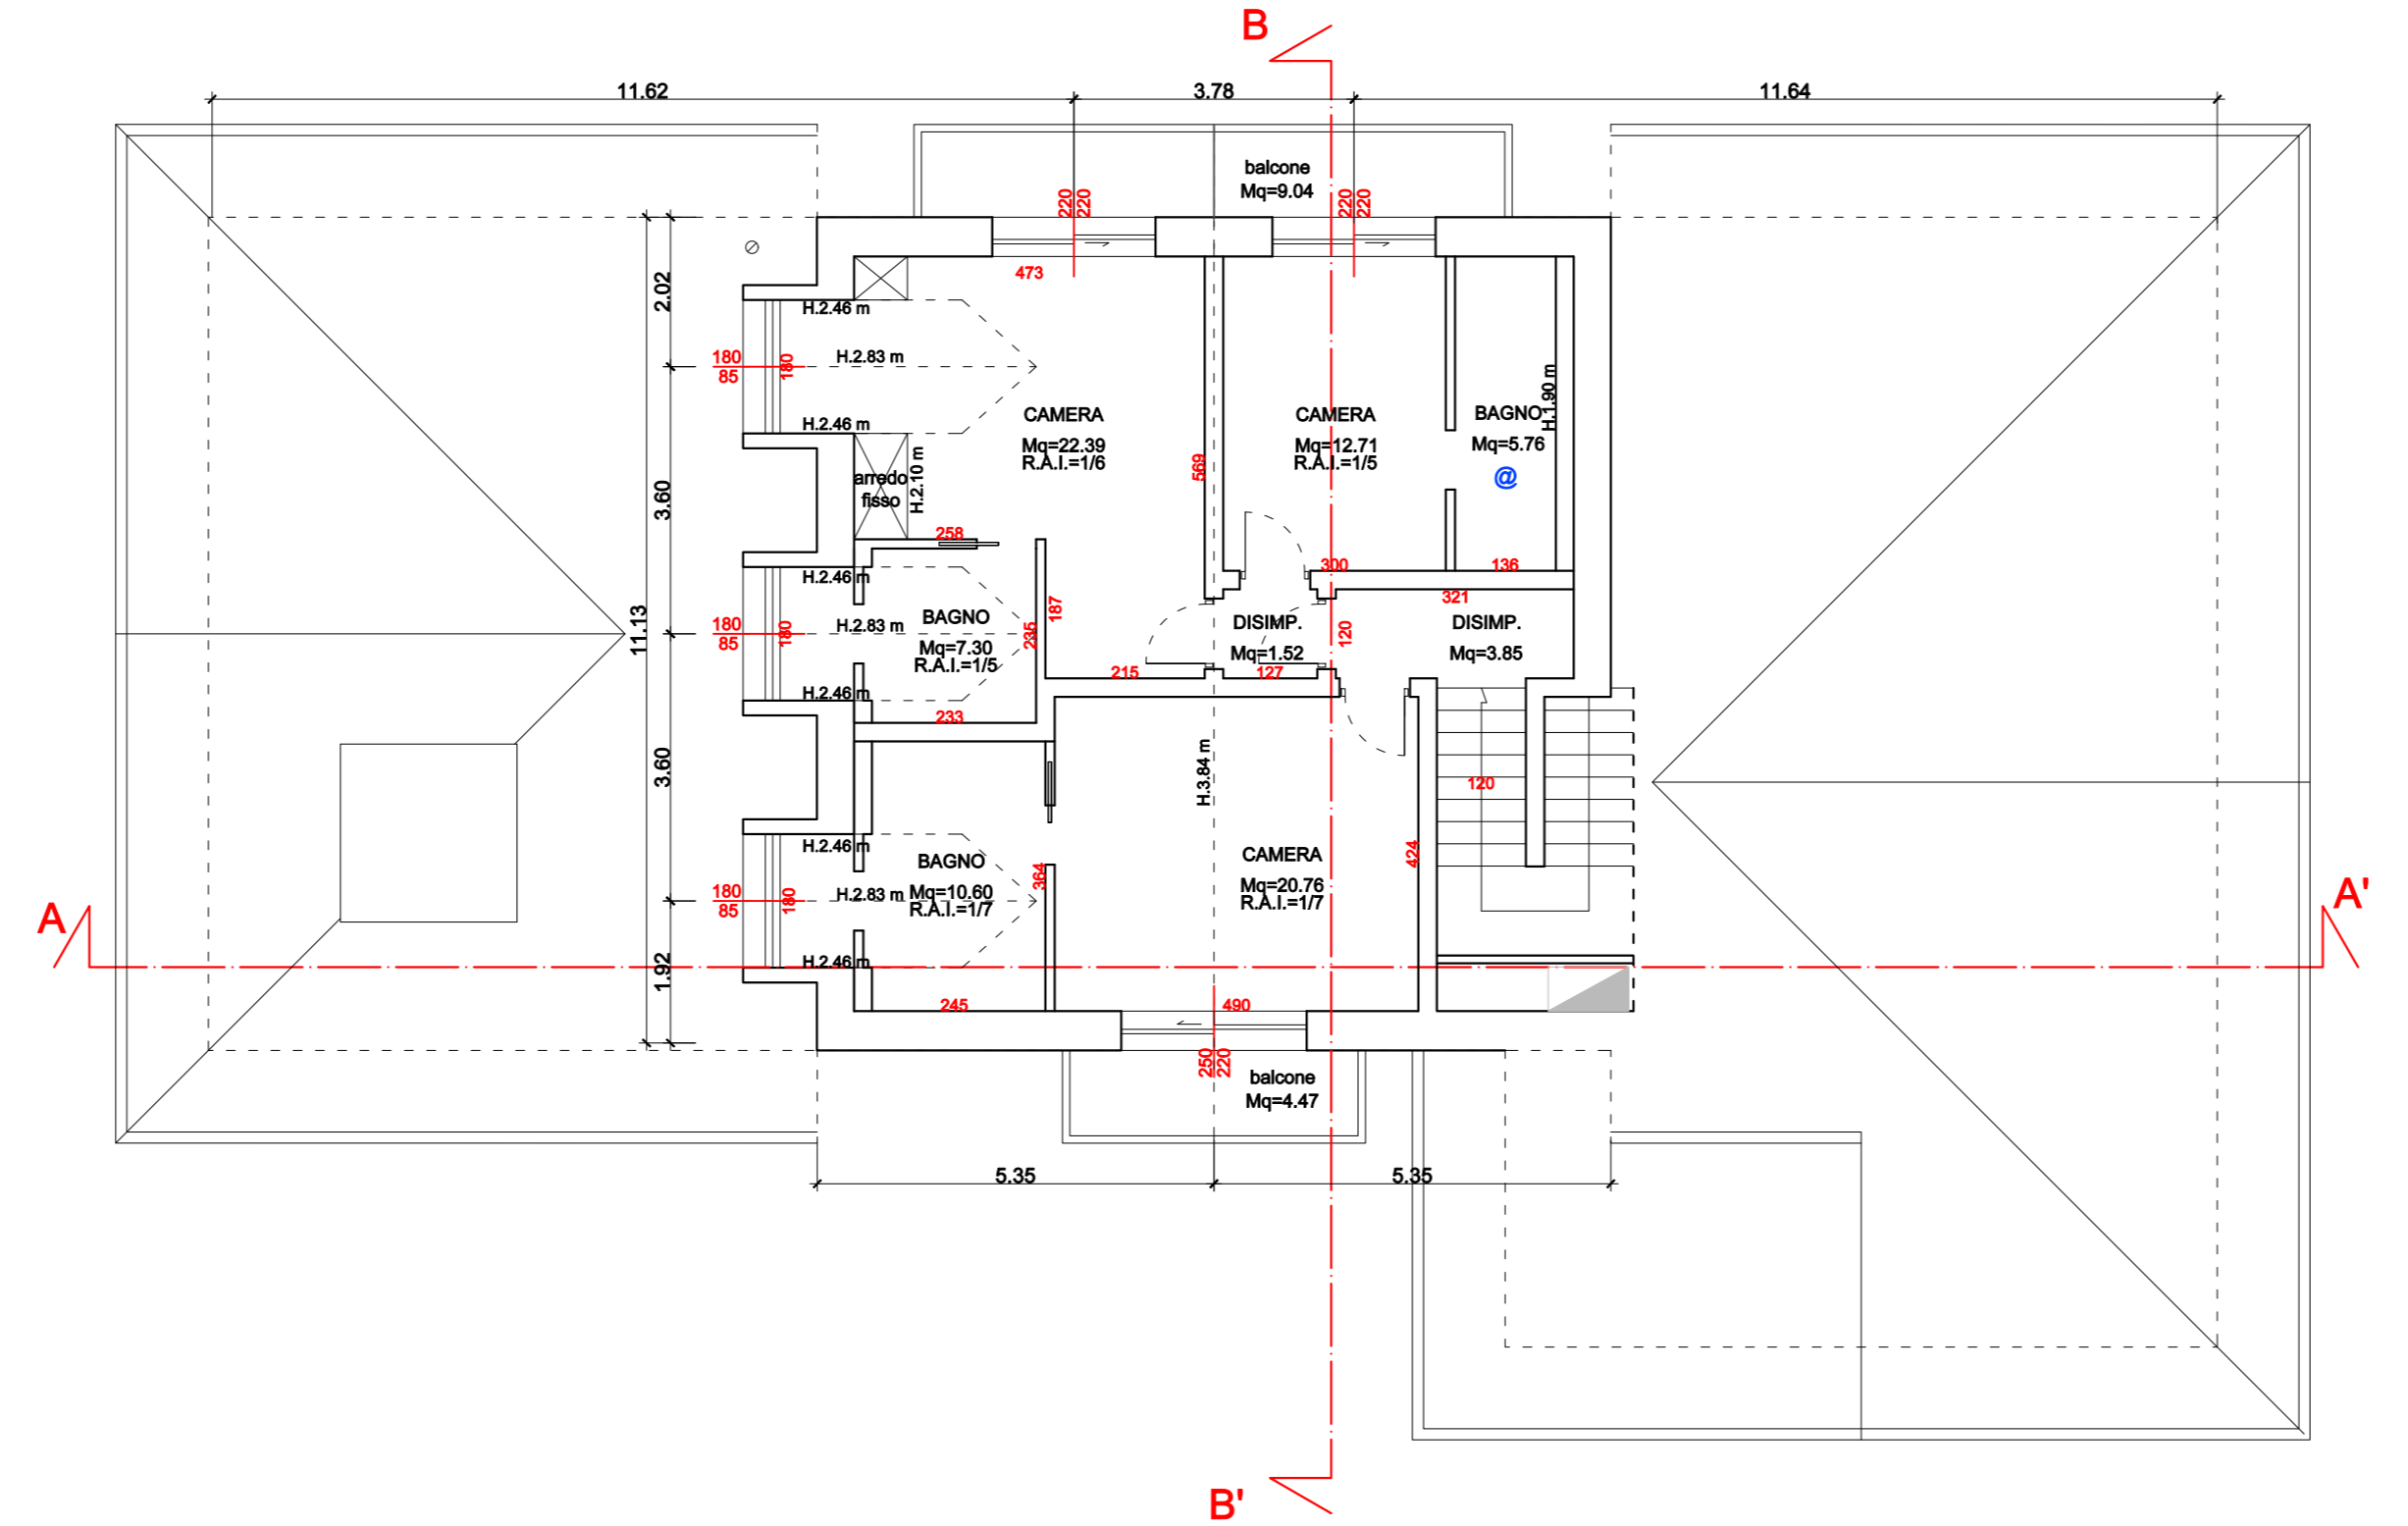 B
11.62
3.78
11.64
balcone
Mq=9.04
220
220
220
220
473
2.02
H.2.46 m
180
85
180
H.2.83 m
H.2.46 m
CAMERA
Mq=22.39
R.A.I.=1/6
CAMERA
Mq=12.71
R.A.I.=1/5
BAGNO
Mq=5.76
@
H.1.90 m
569
arredo
fisso
H.2.10 m
3.60
258
300
136
321
H.2.46 m
11.13
180
85
180
H.2.83 m
BAGNO
Mq=7.30
R.A.I.=1/5
235
187
DISIMP.
Mq=1.52
120
DISIMP.
Mq=3.85
215
127
H.2.46 m
233
3.60
H.3.84 m
120
H.2.46 m
180
85
180
H.2.83 m
BAGNO
Mq=10.60
R.A.I.=1/7
364
CAMERA
Mq=20.76
R.A.I.=1/7
424
A
A'
H.2.46 m
1.92
245
490
250
220
balcone
Mq=4.47
5.35
5.35
B'